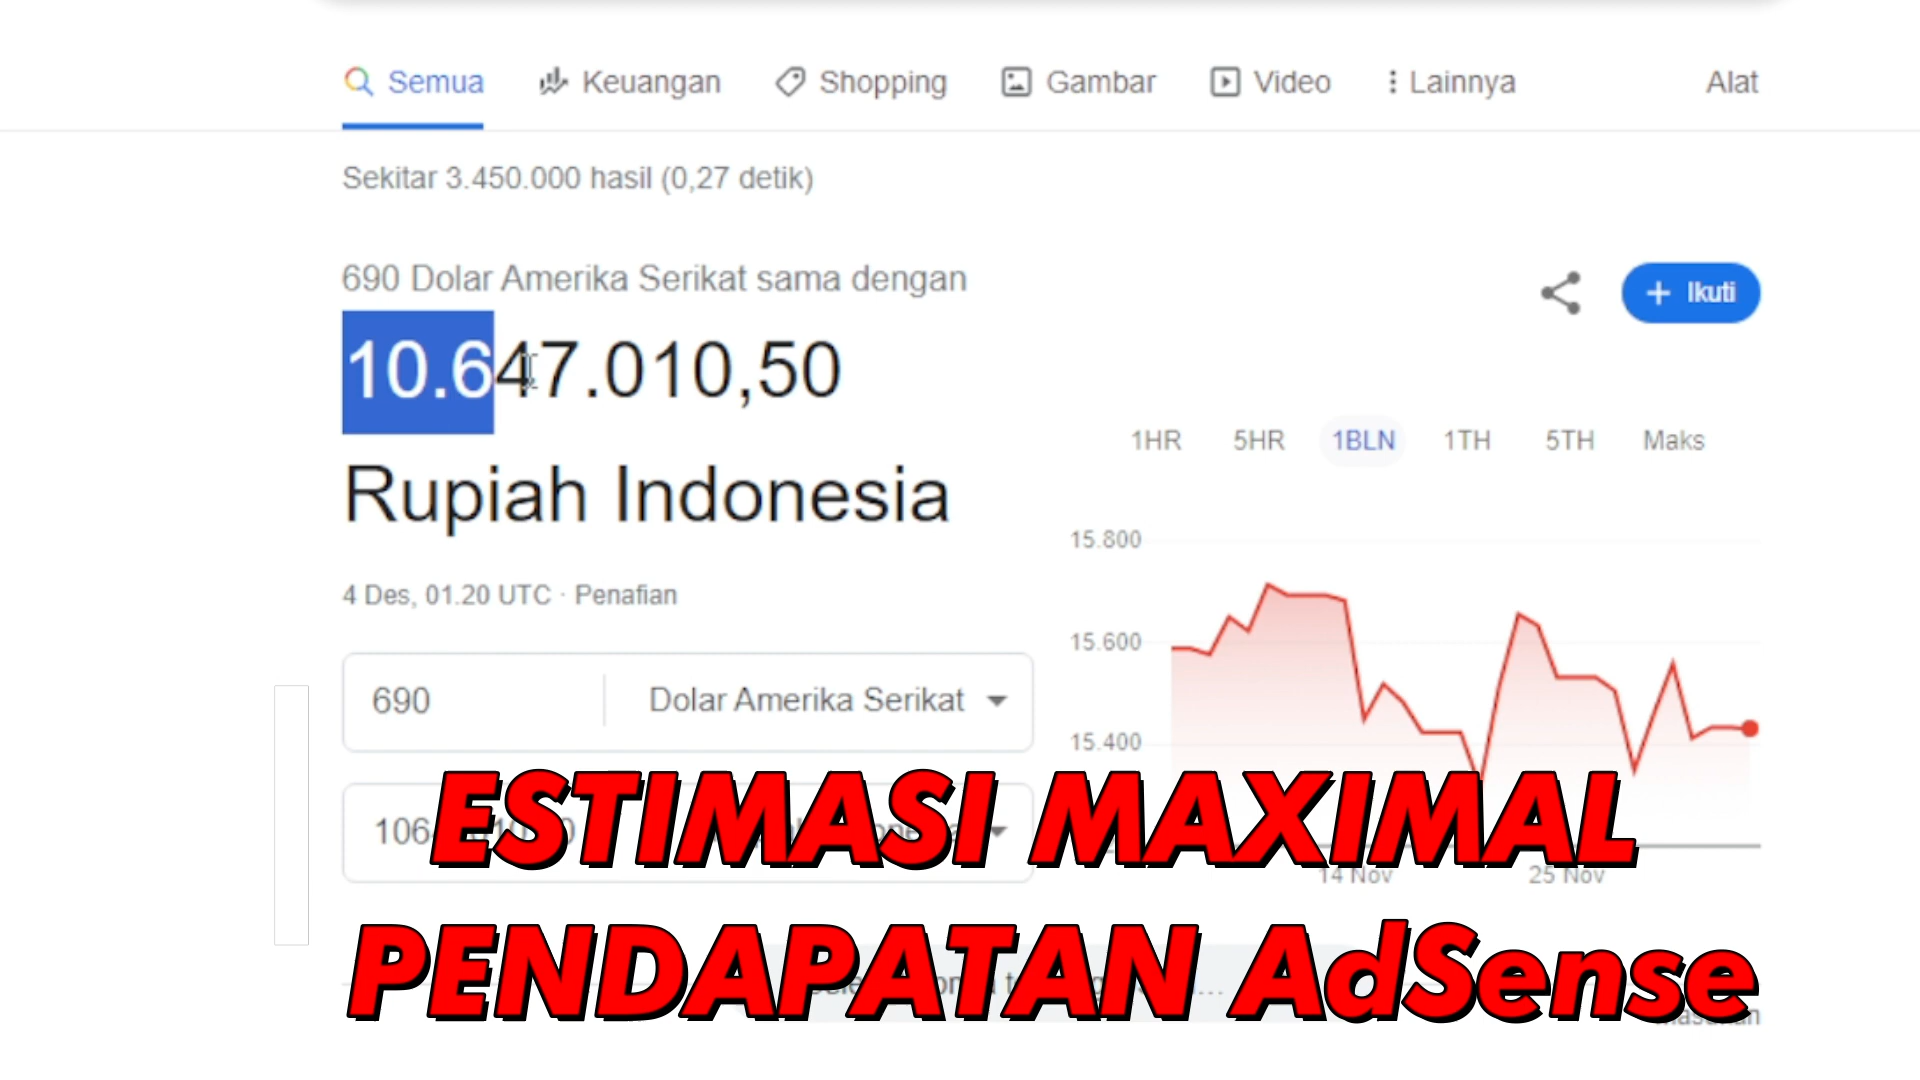 Semua Keuangan Shopping Gambar Video Lainnya Alat
Sekitar 3.450.000 hasil (0,27 detik)
690 Dolar Amerika Serikat sama dengan
10.647.010,50
Rupiah Indonesia
4 Des, 01.20 UTC · Penafian
690 Dolar Amerika Serikat
+ Ikuti
1HR 5HR 1BLN 1TH 5TH Maks
15.800
15.600
15.400
14 Nov 25 Nov
ESTIMASI MAXIMAL
PENDAPATAN AdSense